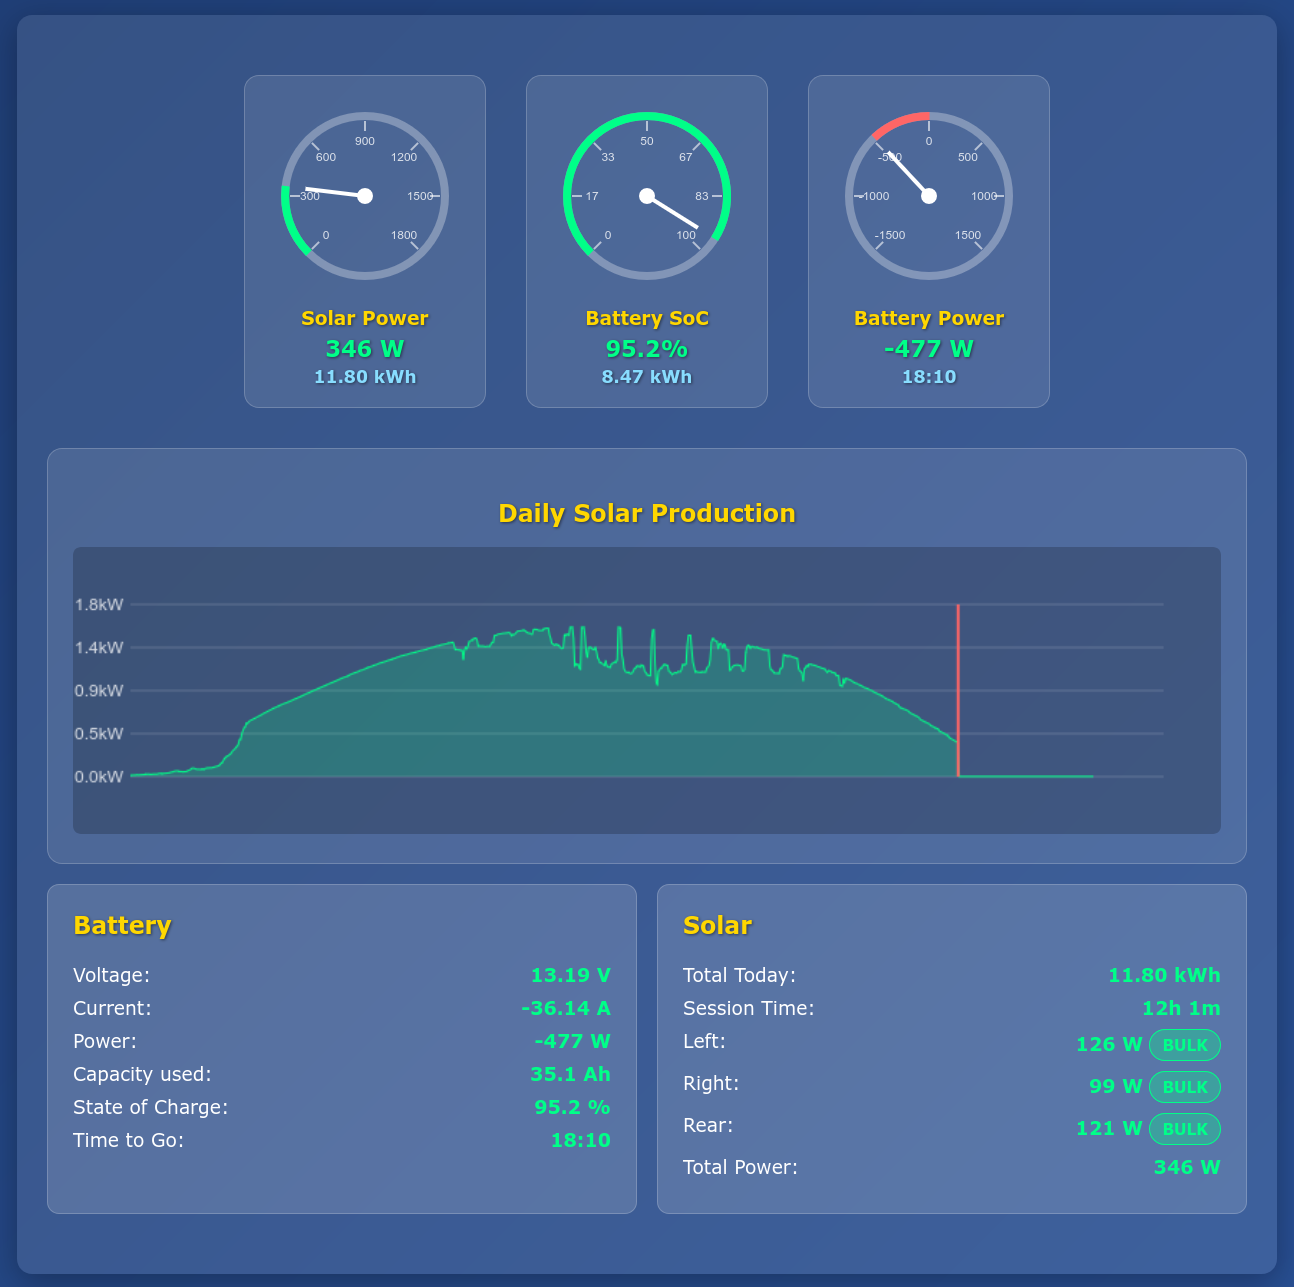 900
600 1200
300 1500
0 1800
Solar Power
346 W
11.80 kWh
50
33 67
17 83
0 100
Battery SoC
95.2%
8.47 kWh
0
-500 500
-1000 1000
-1500 1500
Battery Power
-477 W
18:10
Daily Solar Production
1.8kW
1.4kW
0.9kW
0.5kW
0.0kW
Battery
Voltage: 13.19 V
Current: -36.14 A
Power: -477 W
Capacity used: 35.1 Ah
State of Charge: 95.2 %
Time to Go: 18:10
Solar
Total Today: 11.80 kWh
Session Time: 12h 1m
Left: 126 W BULK
Right: 99 W BULK
Rear: 121 W BULK
Total Power: 346 W